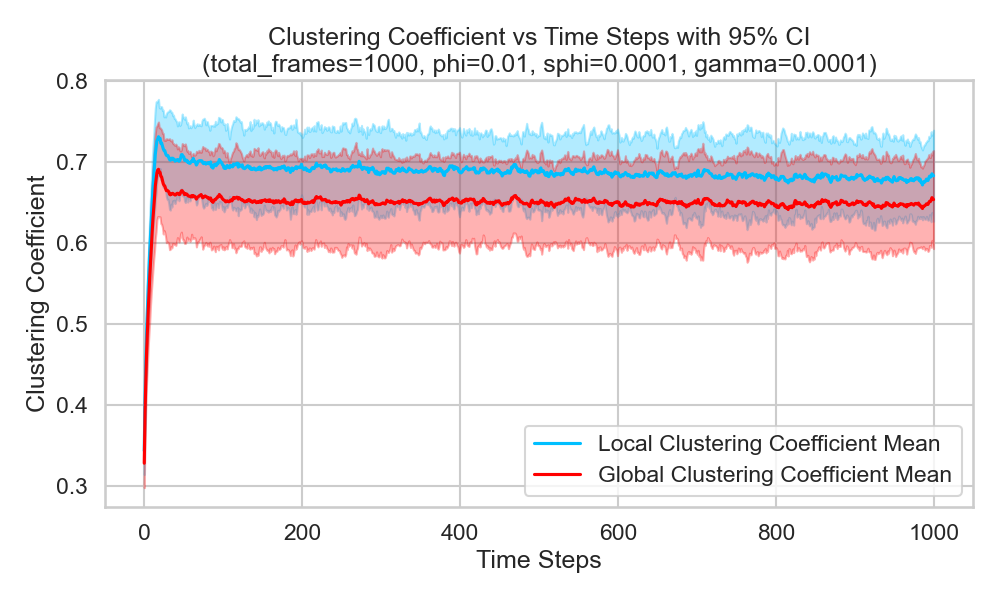 Clustering Coefficient vs Time Steps with 95% CI
(total_frames=1000, phi=0.01, sphi=0.0001, gamma=0.0001)
Clustering Coefficient
0.8
0.7
0.6
0.5
0.4
0.3
Local Clustering Coefficient Mean
Global Clustering Coefficient Mean
0 200 400 600 800 1000
Time Steps